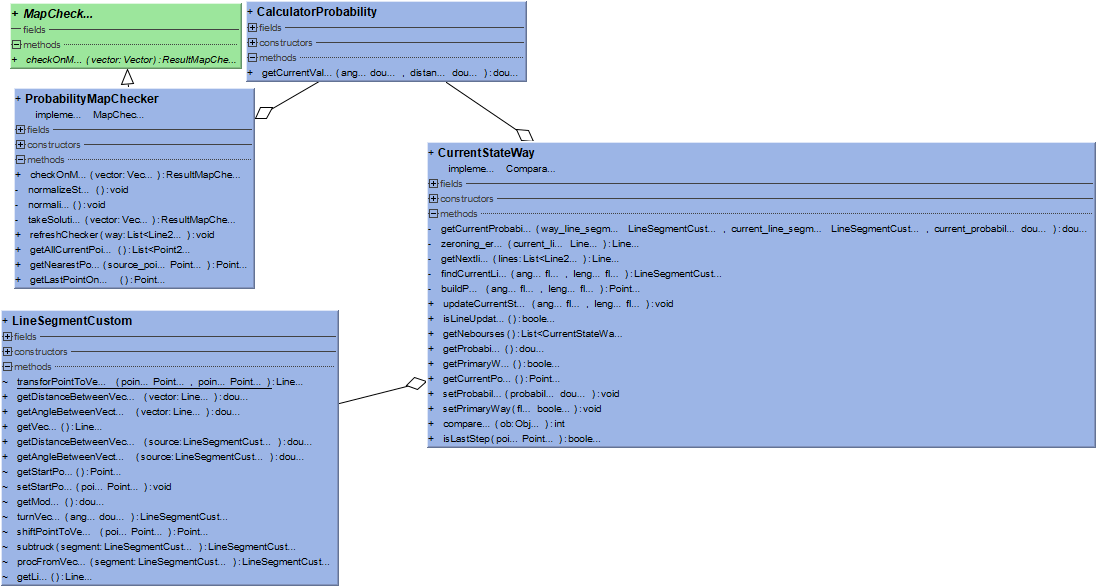 + MapCheck...
fields
methods
+ checkOnM... (vector: Vector): ResultMapChe...
+ CalculatorProbability
fields
constructors
methods
+ getCurrentVal... (ang... dou... , distan... dou... ): dou...
+ ProbabilityMapChecker
impleme... MapChec...
fields
constructors
methods
+ checkOnM... (vector: Vec... ): ResultMapChe...
- normalizeSt... (): void
- normali... (): void
- takeSoluti... (vector: Vec... ): ResultMapChe...
+ refreshChecker (way: List<Line2... ): void
+ getAllCurrentPoi... (): List<Point2...
+ getNearestPo... (source_poi... Point... ): Point...
+ getLastPointOn... (): Point...
+ CurrentStateWay
impleme... Compara...
fields
constructors
methods
- getCurrentProbabi... (way_line_segm... LineSegmentCust... , current_line_segm... LineSegmentCust... , current_probabil... dou... ): dou...
- zeroning_er... (current_li... Line... ): Line...
- getNextli... (lines: List<Line2... ): Line...
- findCurrentLi... (ang... fl... , leng... fl... ): LineSegmentCust...
- buildP... (ang... fl... , leng... fl... ): Point...
+ updateCurrentSt... (ang... fl... , leng... fl... ): void
+ isLineUpdat... (): boole...
+ getNebourses (): List<CurrentStateWa...
+ getProbabi... (): dou...
+ getPrimaryW... (): boole...
+ getCurrentPo... (): Point...
+ setProbabil... (probabil... dou... ): void
+ setPrimaryWay (fl... boole... ): void
+ compare... (ob: Obj... ): int
+ isLastStep (poi... Point... ): boole...
+ LineSegmentCustom
fields
constructors
methods
~ transforPointToVe... (poin... Point... , poin... Point... ): Line...
+ getDistanceBetweenVec... (vector: Line... ): dou...
+ getAngleBetweenVect... (vector: Line... ): dou...
+ getVec... (): Line...
+ getDistanceBetweenVec... (source: LineSegmentCust... ): dou...
+ getAngleBetweenVect... (source: LineSegmentCust... ): dou...
~ getStartPo... (): Point...
~ setStartPo... (poi... Point... ): void
~ getMod... (): dou...
~ turnVec... (ang... dou... ): LineSegmentCust...
~ shiftPointToVe... (poi... Point... ): Point...
~ subtruck (segment: LineSegmentCust... ): LineSegmentCust...
~ procFromVec... (segment: LineSegmentCust... ): LineSegmentCust...
~ getLi... (): Line...